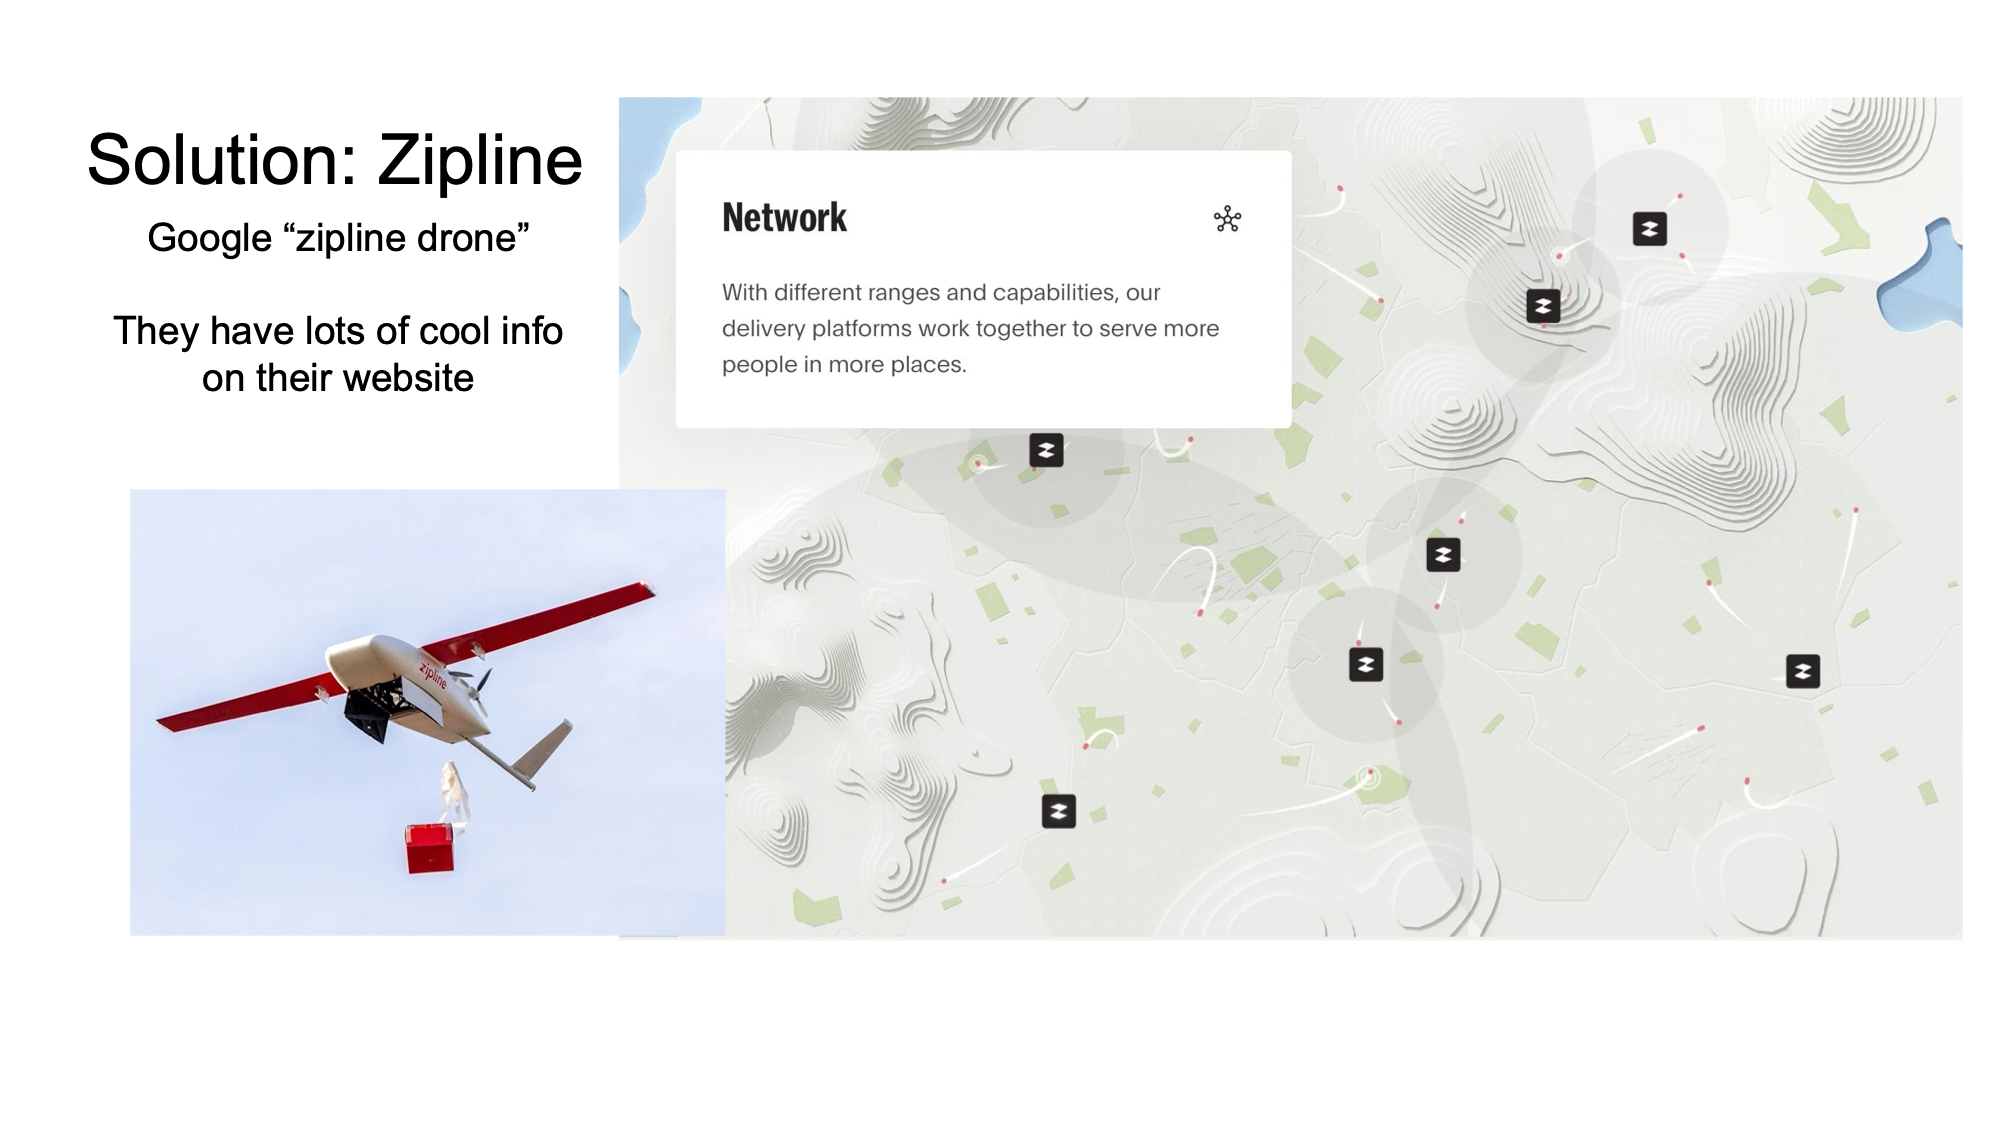 Solution: Zipline
Google “zipline drone”
They have lots of cool info
on their website
Network
With different ranges and capabilities, our
delivery platforms work together to serve more
people in more places.
zipline